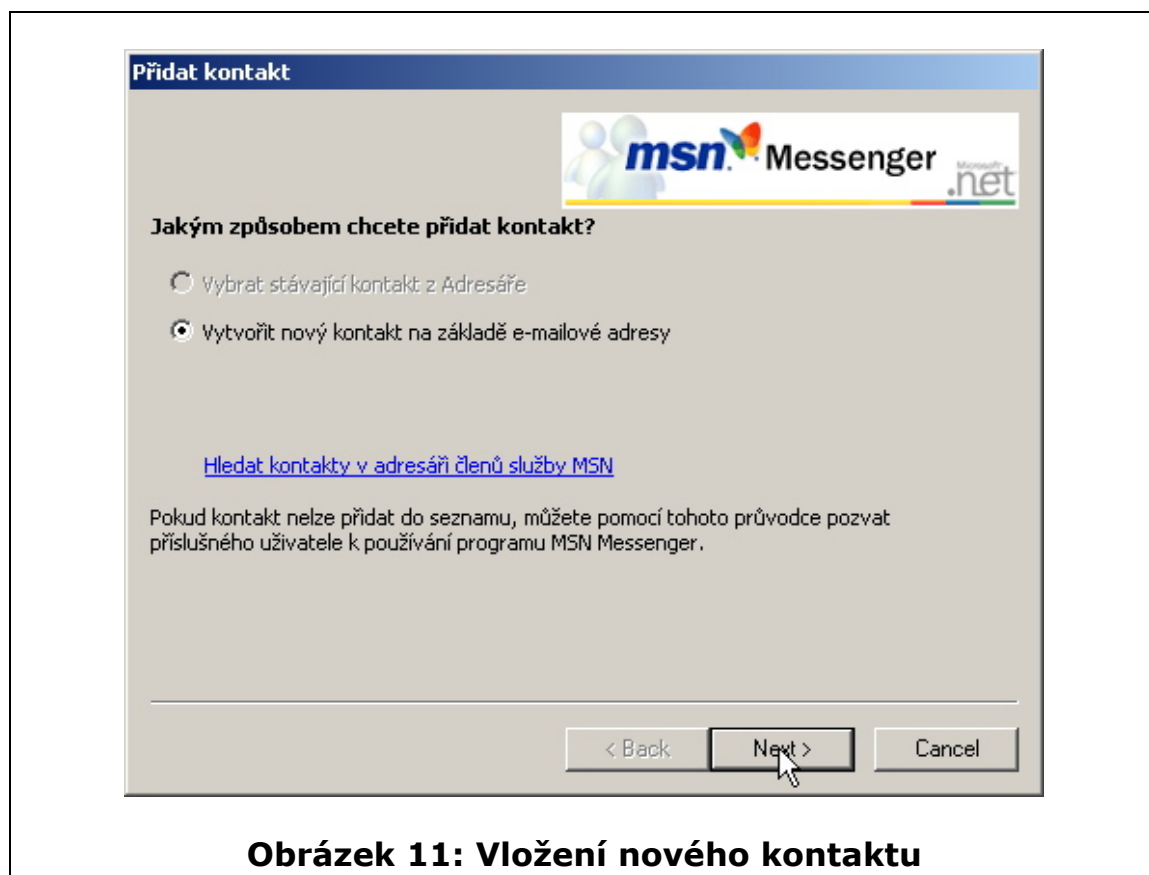 Přidat kontakt
msn Messenger
Microsoft
.net
Jakým způsobem chcete přidat kontakt?
Vybrat stávající kontakt z Adresáře
Vytvořit nový kontakt na základě e-mailové adresy
Hledat kontakty v adresáři členů služby MSN
Pokud kontakt nelze přidat do seznamu, můžete pomocí tohoto průvodce pozvat
příslušného uživatele k používání programu MSN Messenger.
< Back Next > Cancel
Obrázek 11: Vložení nového kontaktu